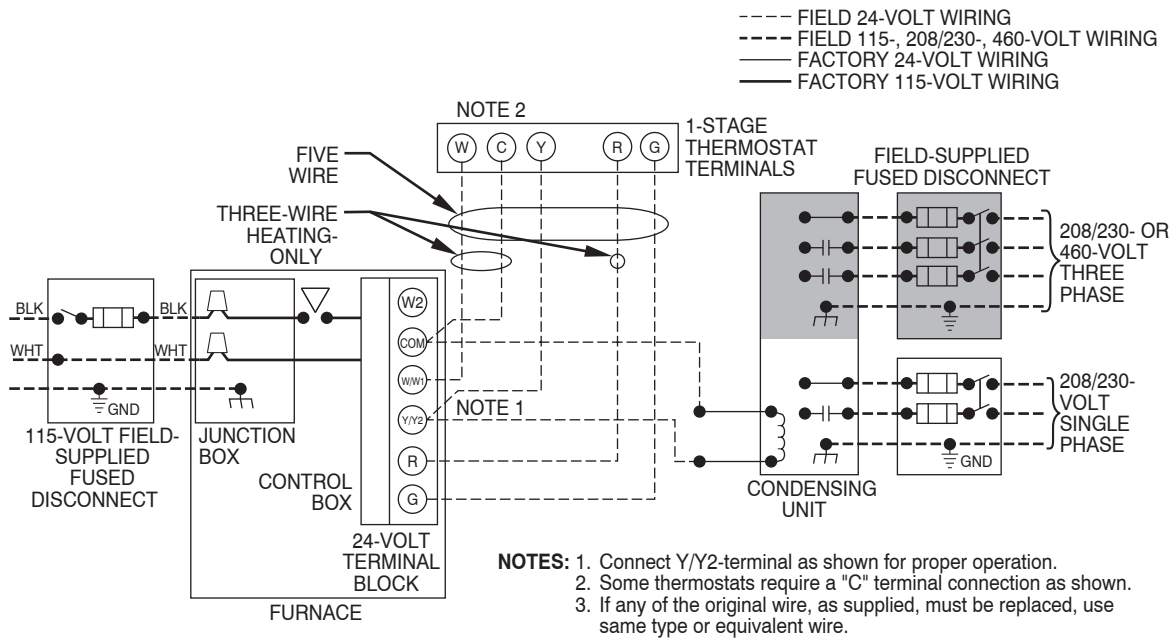 FIELD 24-VOLT WIRING
FIELD 115-, 208/230-, 460-VOLT WIRING
FACTORY 24-VOLT WIRING
FACTORY 115-VOLT WIRING
NOTE 2
W
C
Y
R
G
1-STAGE
THERMOSTAT
TERMINALS
FIVE
WIRE
THREE-WIRE
HEATING-
ONLY
FIELD-SUPPLIED
FUSED DISCONNECT
208/230- OR
460-VOLT
THREE
PHASE
BLK
BLK
WHT
WHT
GND
W2
COM
W/W1
Y/Y2
R
G
NOTE 1
208/230-
VOLT
SINGLE
PHASE
GND
115-VOLT FIELD-
SUPPLIED
FUSED
DISCONNECT
JUNCTION
BOX
CONTROL
BOX
24-VOLT
TERMINAL
BLOCK
FURNACE
CONDENSING
UNIT
NOTES: 1. Connect Y/Y2-terminal as shown for proper operation.
2. Some thermostats require a "C" terminal connection as shown.
3. If any of the original wire, as supplied, must be replaced, use
same type or equivalent wire.